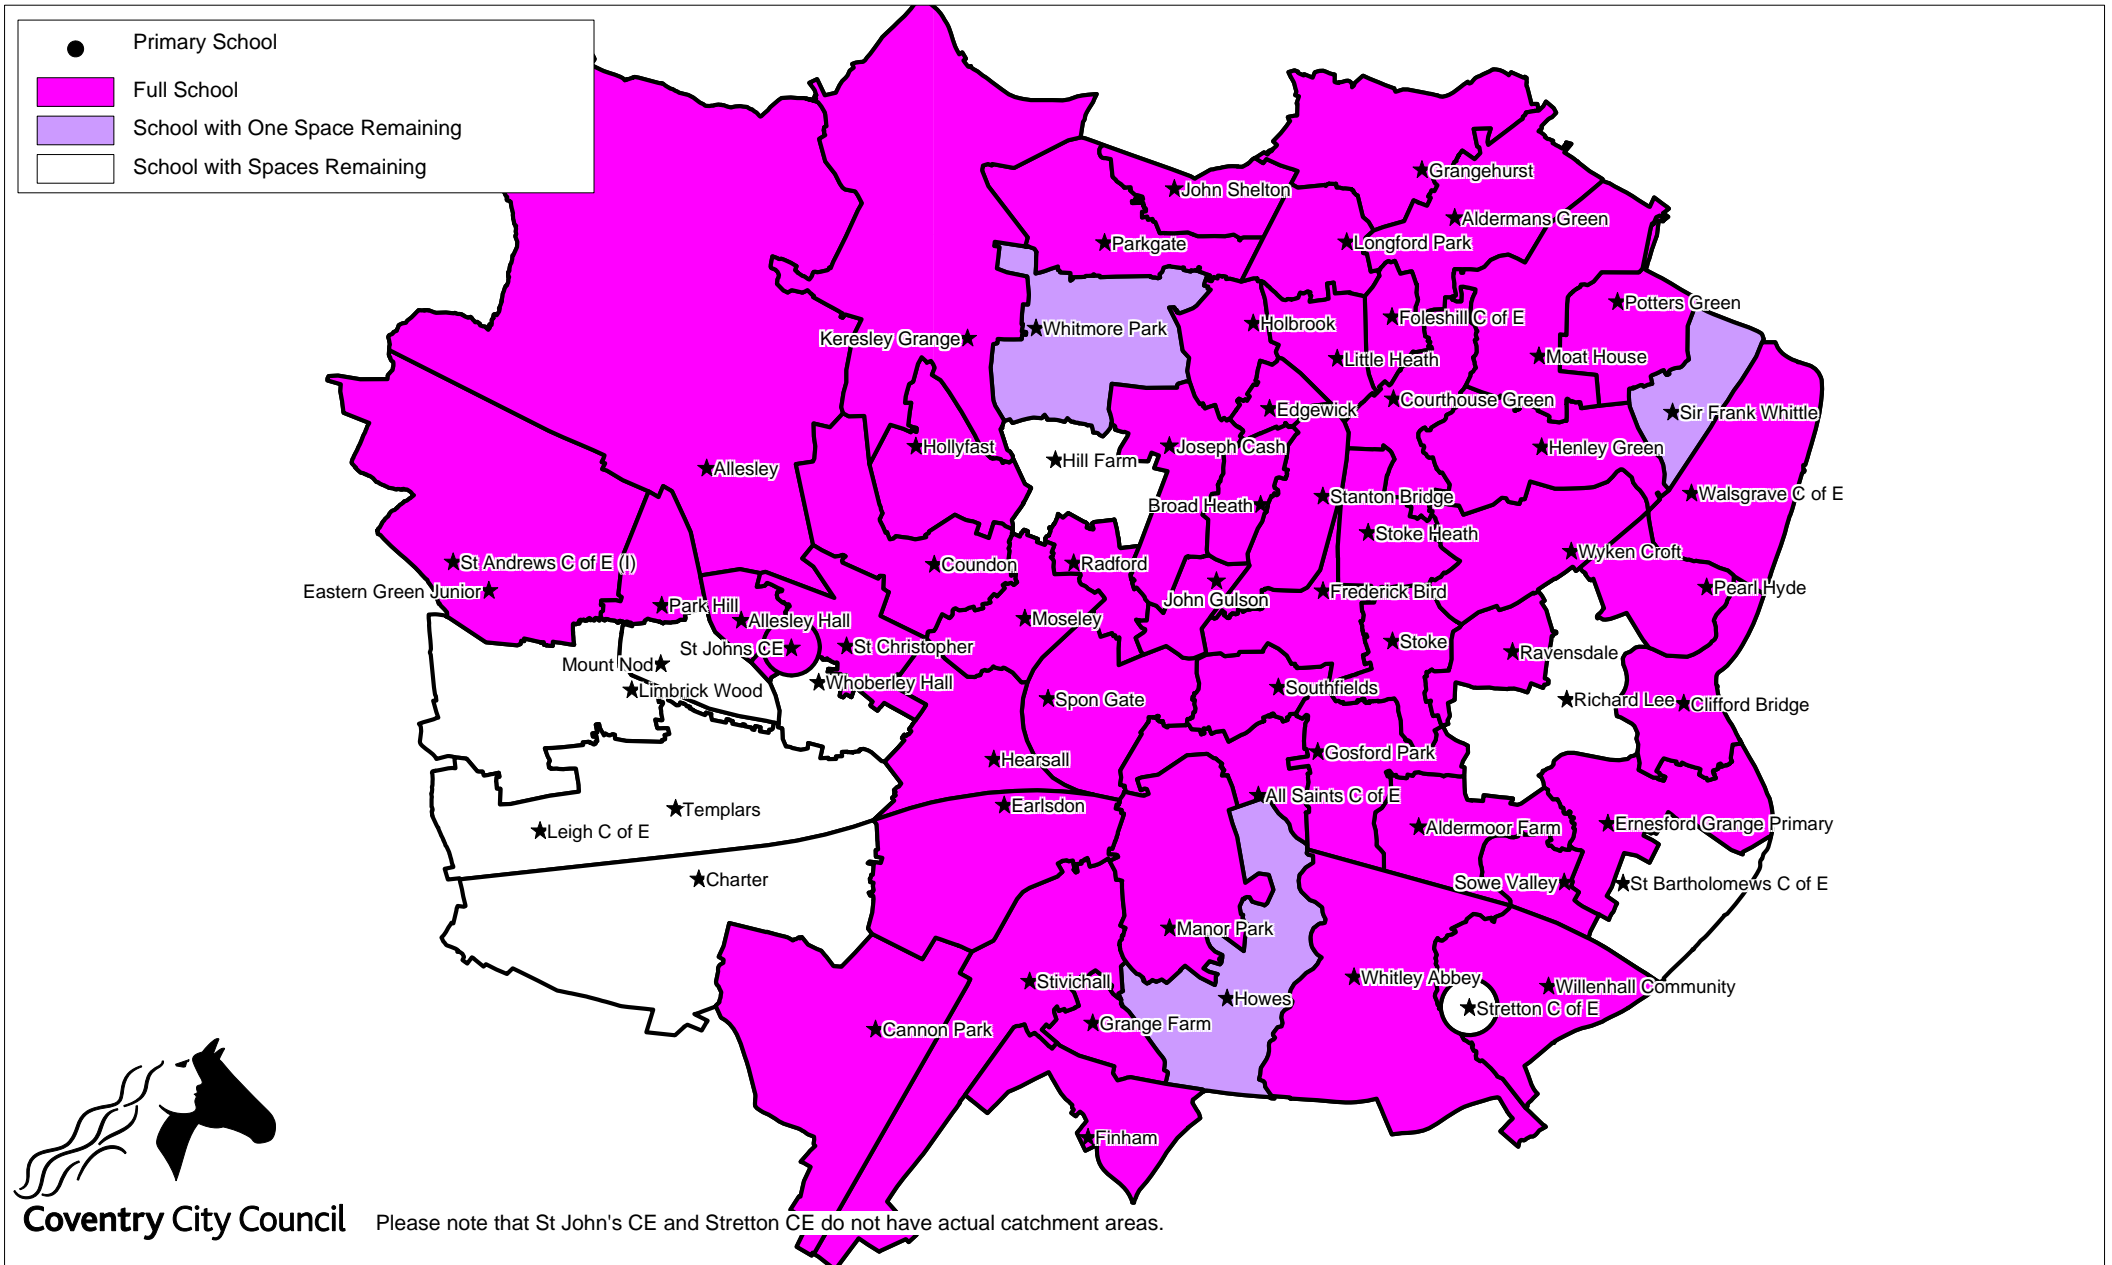 Primary School
Full School
School with One Space Remaining
School with Spaces Remaining
Grangehurst
John Shelton
Aldermans Green
Parkgate
Longford Park
Potters Green
Foleshill C of E
Holbrook
Whitmore Park
Keresley Grange
Little Heath
Moat House
Courthouse Green
Edgewick
Sir Frank Whittle
Hollyfast
Joseph Cash
Henley Green
Hill Farm
Allesley
Walsgrave C of E
Stanton Bridge
Broad Heath
Stoke Heath
Wyken Croft
St Andrews C of E (I)
Coundon
Radford
Pearl Hyde
Eastern Green Junior
Frederick Bird
John Gulson
Park Hill
Allesley Hall
Moseley
Stoke
St Johns CE
St Christopher
Ravensdale
Mount Nod
Whoberley Hall
Limbrick Wood
Southfields
Spon Gate
Richard Lee
Clifford Bridge
Gosford Park
Hearsall
All Saints C of E
Earlsdon
Templars
Aldermoor Farm
Ernesford Grange Primary
Leigh C of E
Charter
Sowe Valley
St Bartholomews C of E
Manor Park
Whitley Abbey
Stivichall
Willenhall Community
Howes
Stretton C of E
Grange Farm
Cannon Park
Finham
Coventry City Council
Please note that St John's CE and Stretton CE do not have actual catchment areas.